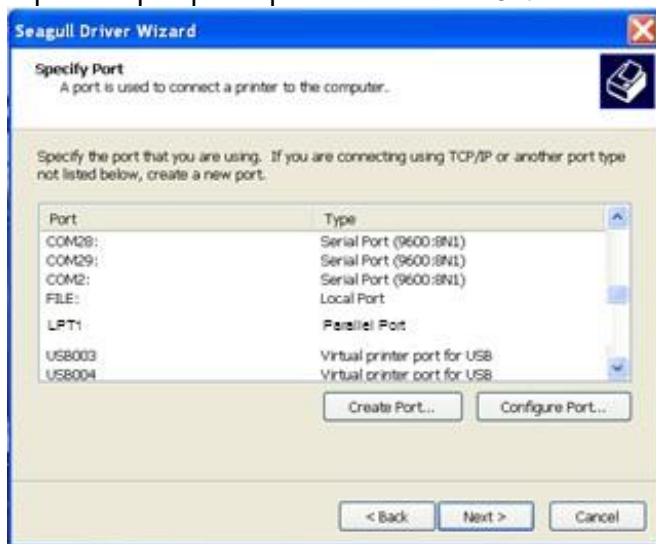 Seagull Driver Wizard
Specify Port
A port is used to connect a printer to the computer.
Specify the port that you are using. If you are connecting using TCP/IP or another port type
not listed below, create a new port.
Port Type
COM28: Serial Port (9600:8N1)
COM29: Serial Port (9600:8N1)
COM2: Serial Port (9600:8N1)
FILE: Local Port
LPT1 Parallel Port
USB003 Virtual printer port for USB
USB004 Virtual printer port for USB
Create Port... Configure Port...
< Back Next > Cancel